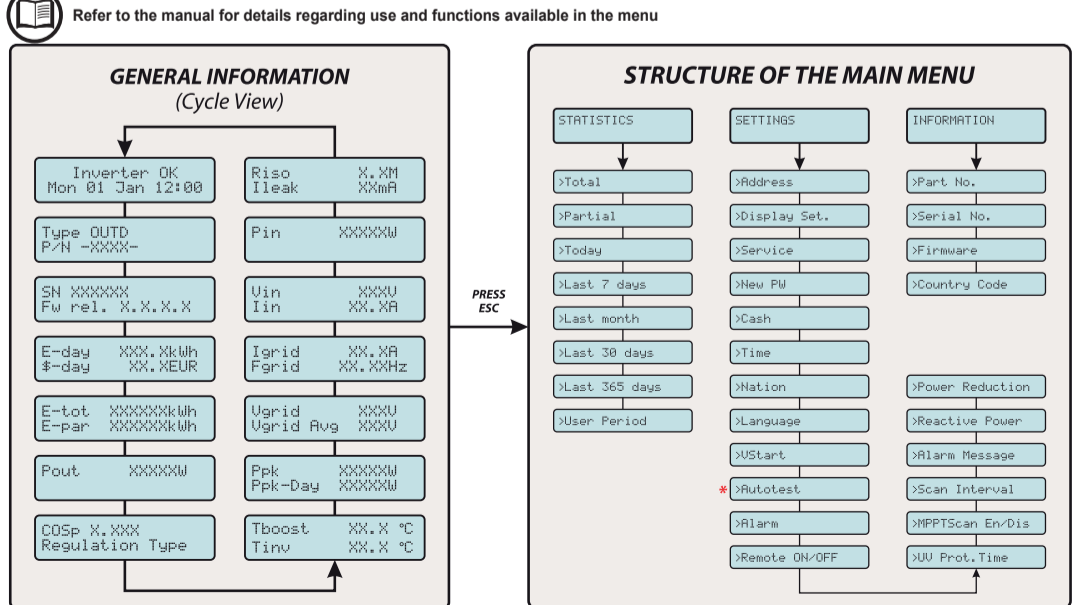 Refer to the manual for details regarding use and functions available in the menu
GENERAL INFORMATION
(Cycle View)
Inverter OK
Mon 01 Jan 12:00
Type OUTD
P/N -XXXX-
SN XXXXXX
Fw rel. X.X.X.X
E-day XXX.XkWh
$-day XX.XEUR
E-tot XXXXXXkWh
E-par XXXXXXkWh
Pout XXXXXW
COSp X.XXX
Regulation Type
Riso X.XM
Ileak XXmA
Pin XXXXXW
Vin XXXV
Iin XX.XA
Igrid XX.XA
Fgrid XX.XXHz
Vgrid XXXV
Vgrid Avg XXXV
Ppk XXXXXW
Ppk-Day XXXXXW
Tboost XX.X °C
Tinv XX.X °C
PRESS
ESC
STRUCTURE OF THE MAIN MENU
STATISTICS
>Total
>Partial
>Today
>Last 7 days
>Last month
>Last 30 days
>Last 365 days
>User Period
SETTINGS
>Address
>Display Set.
>Service
>New PW
>Cash
>Time
>Nation
>Language
>VStart
* >Autotest
>Alarm
>Remote ON/OFF
INFORMATION
>Part No.
>Serial No.
>Firmware
>Country Code
>Power Reduction
>Reactive Power
>Alarm Message
>Scan Interval
>MPPTScan En/Dis
>UV Prot.Time